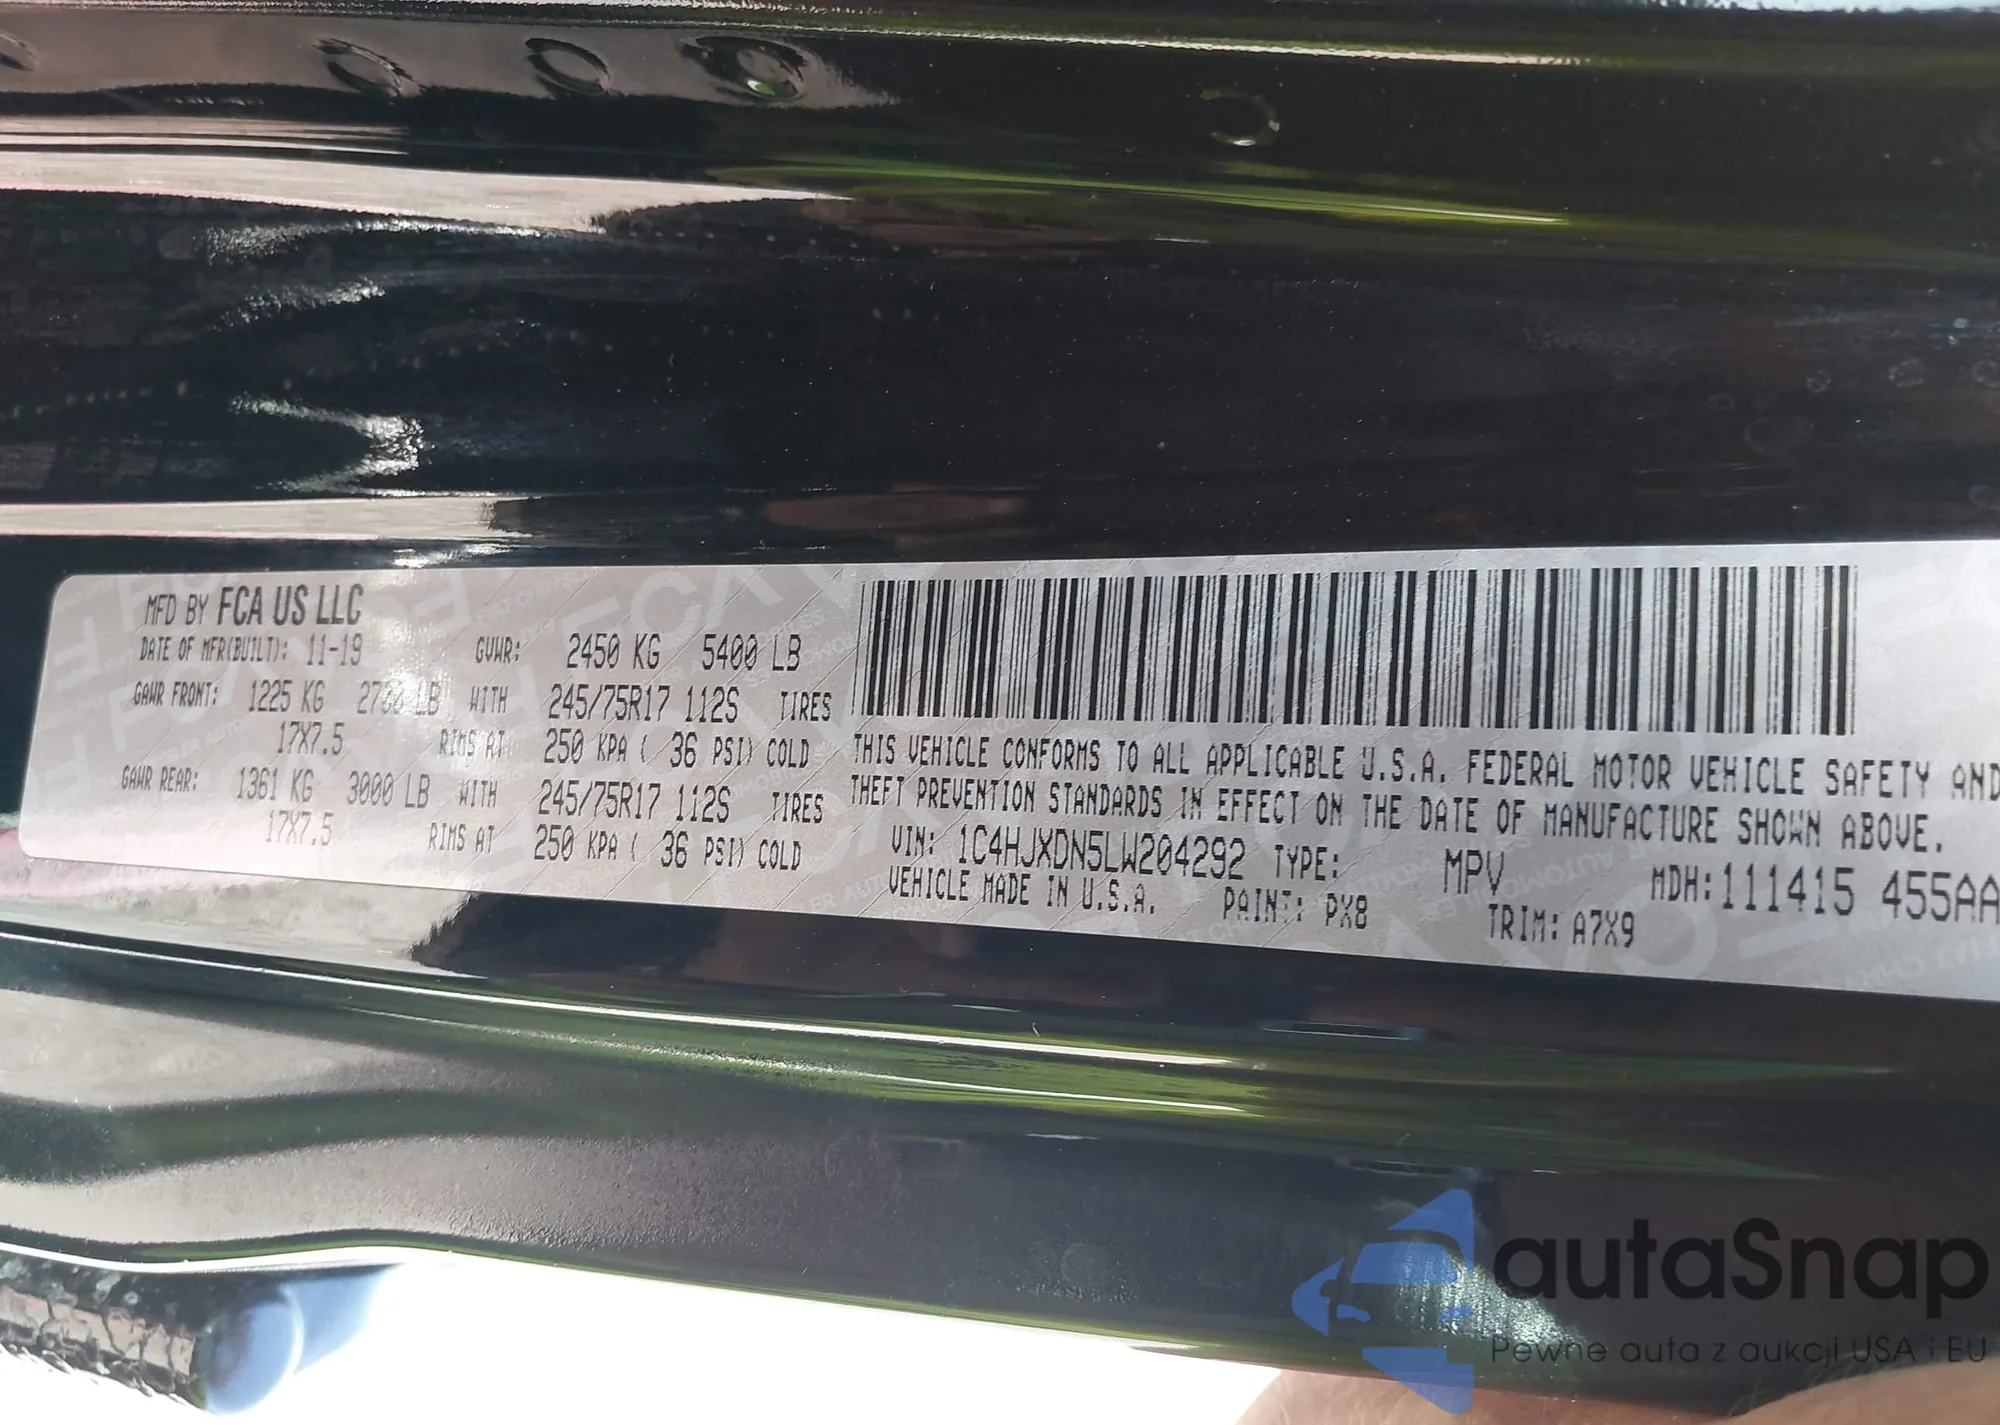 MFD BY FCA US LLC
DATE OF MFR(BUILT): 11-19 GVWR: 2450 KG 5400 LB
GAWR FRONT: 1225 KG 2700 LB WITH 245/75R17 112S TIRES
17X7.5 RIMS AT 250 KPA ( 36 PSI) COLD
GAWR REAR: 1361 KG 3000 LB WITH 245/75R17 112S TIRES
17X7.5 RIMS AT 250 KPA ( 36 PSI) COLD
THIS VEHICLE CONFORMS TO ALL APPLICABLE U.S.A. FEDERAL MOTOR VEHICLE SAFETY AND
THEFT PREVENTION STANDARDS IN EFFECT ON THE DATE OF MANUFACTURE SHOWN ABOVE.
VIN: 1C4HJXDN5LW204292 TYPE: MPV MDH:111415 455AA
VEHICLE MADE IN U.S.A. PAINT: PX8 TRIM: A7X9
autaSnap
Pewne auta z aukcji USA i EU